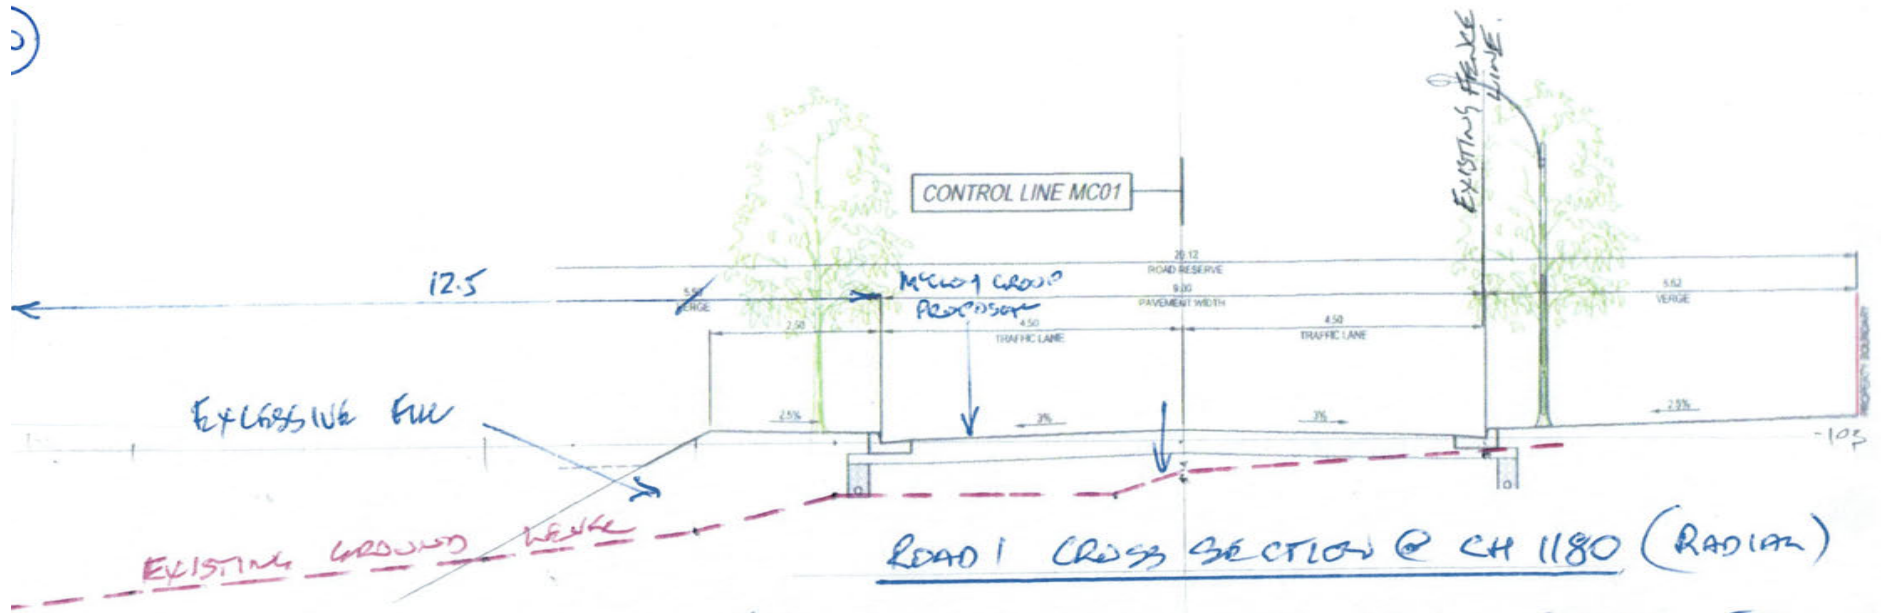 EXISTING FENCE
LINE.
CONTROL LINE MC01
20.12
ROAD RESERVE
12.5
VERGE
GROUP
PROPOSAL
9.00
PAVEMENT WIDTH
5.62
VERGE
2.50
4.50
TRAFFIC LANE
4.50
TRAFFIC LANE
PROPERTY BOUNDARY
EXCESSIVE FILL
2.5%
3%
3%
2.5%
EXISTING GROUND LEVEL
ROAD 1 CROSS SECTION @ CH 1180 (RADIAL)